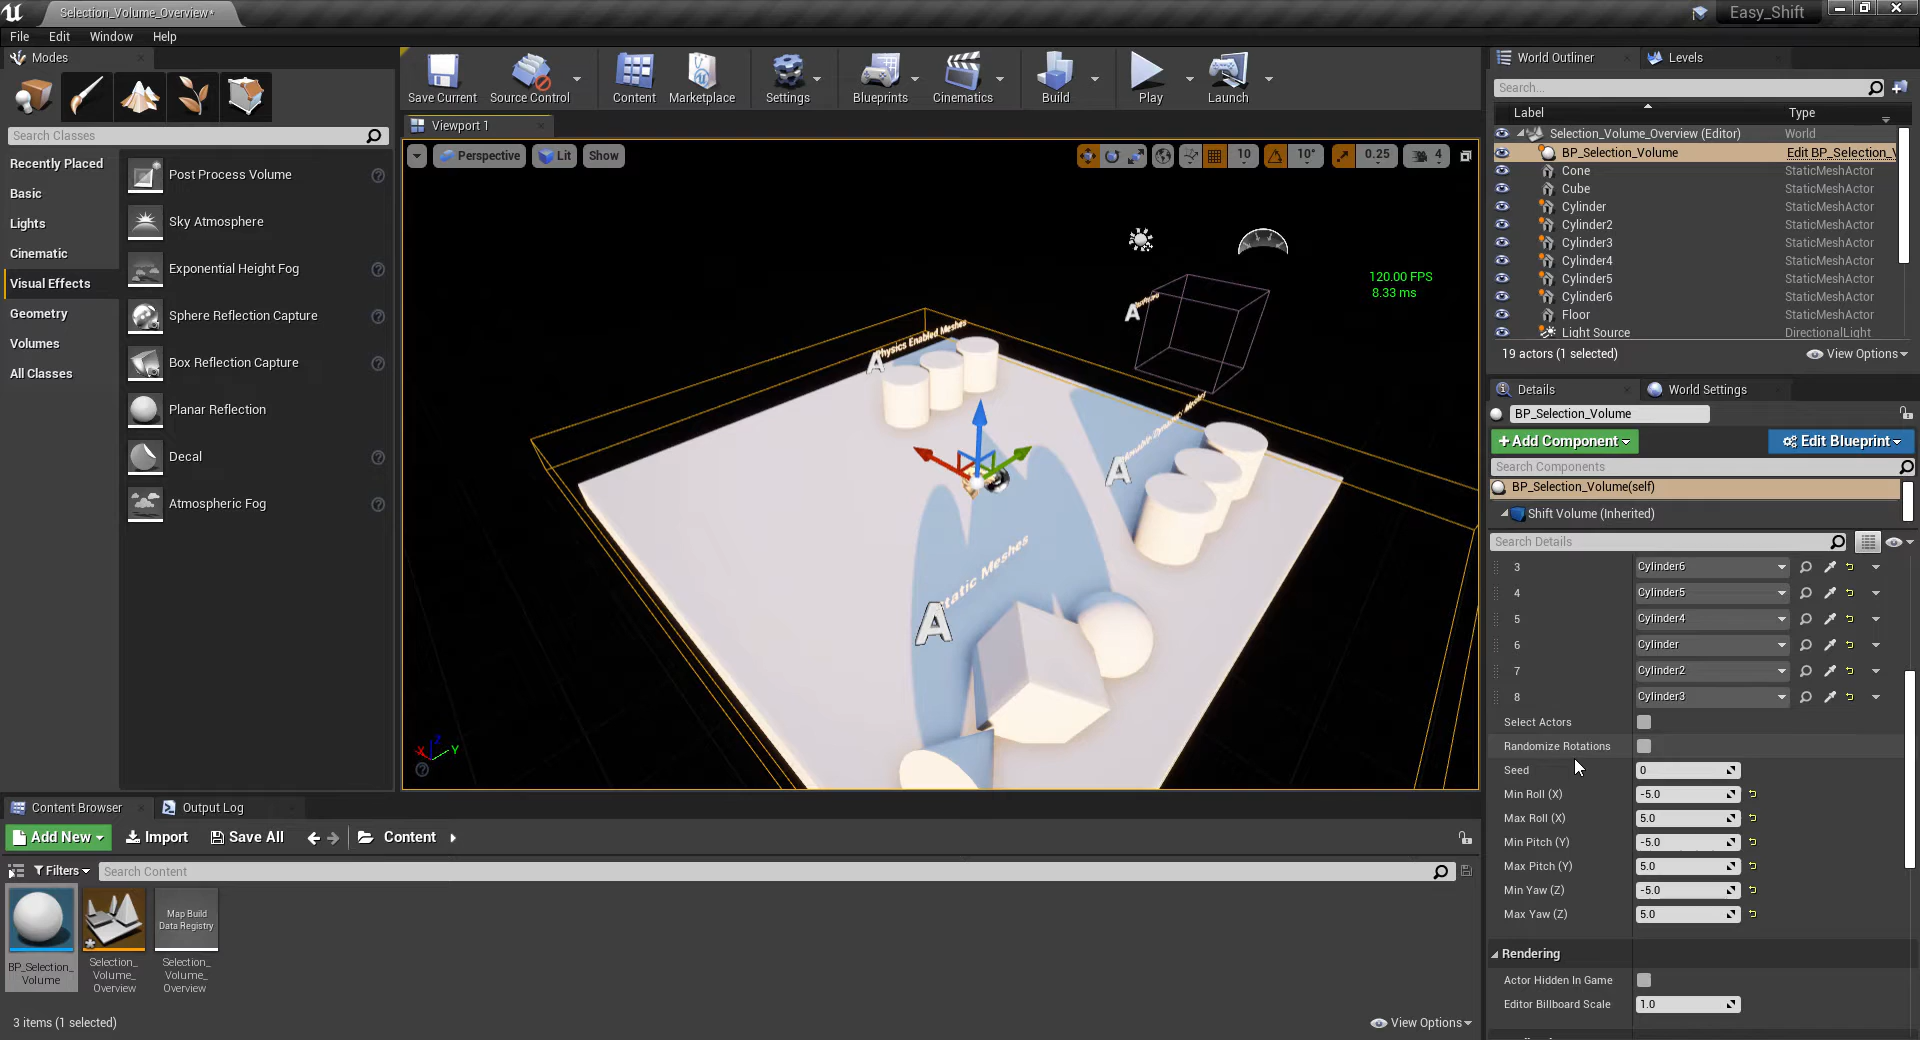 Selection_Volume_Overview*
Easy_Shift
File Edit Window Help
Modes
Search Classes
Recently Placed
Basic
Lights
Cinematic
Visual Effects
Geometry
Volumes
All Classes
Post Process Volume
Sky Atmosphere
Exponential Height Fog
Sphere Reflection Capture
Box Reflection Capture
Planar Reflection
Decal
Atmospheric Fog
Save Current
Source Control
Content
Marketplace
Settings
Blueprints
Cinematics
Build
Play
Launch
Viewport 1
Perspective
Lit
Show
10
10°
0.25
4
120.00 FPS
8.33 ms
Physics Enabled Meshes
A
A
A
Static Meshes
A
X Z Y
World Outliner
Levels
Search...
Label Type
Selection_Volume_Overview (Editor) World
BP_Selection_Volume Edit BP_Selection_V
Cone StaticMeshActor
Cube StaticMeshActor
Cylinder StaticMeshActor
Cylinder2 StaticMeshActor
Cylinder3 StaticMeshActor
Cylinder4 StaticMeshActor
Cylinder5 StaticMeshActor
Cylinder6 StaticMeshActor
Floor StaticMeshActor
Light Source DirectionalLight
19 actors (1 selected)
View Options
Details
World Settings
BP_Selection_Volume
+Add Component
Edit Blueprint
Search Components
BP_Selection_Volume(self)
Shift Volume (Inherited)
Search Details
3 Cylinder6
4 Cylinder5
5 Cylinder4
6 Cylinder
7 Cylinder2
8 Cylinder3
Select Actors
Randomize Rotations
Seed 0
Min Roll (X) -5.0
Max Roll (X) 5.0
Min Pitch (Y) -5.0
Max Pitch (Y) 5.0
Min Yaw (Z) -5.0
Max Yaw (Z) 5.0
Rendering
Actor Hidden In Game
Editor Billboard Scale 1.0
Content Browser
Output Log
Add New
Import
Save All
Content
Filters
Search Content
BP_Selection_
Volume
Selection_
Volume_
Overview
Map Build
Data Registry
Selection_
Volume_
Overview
3 items (1 selected)
View Options